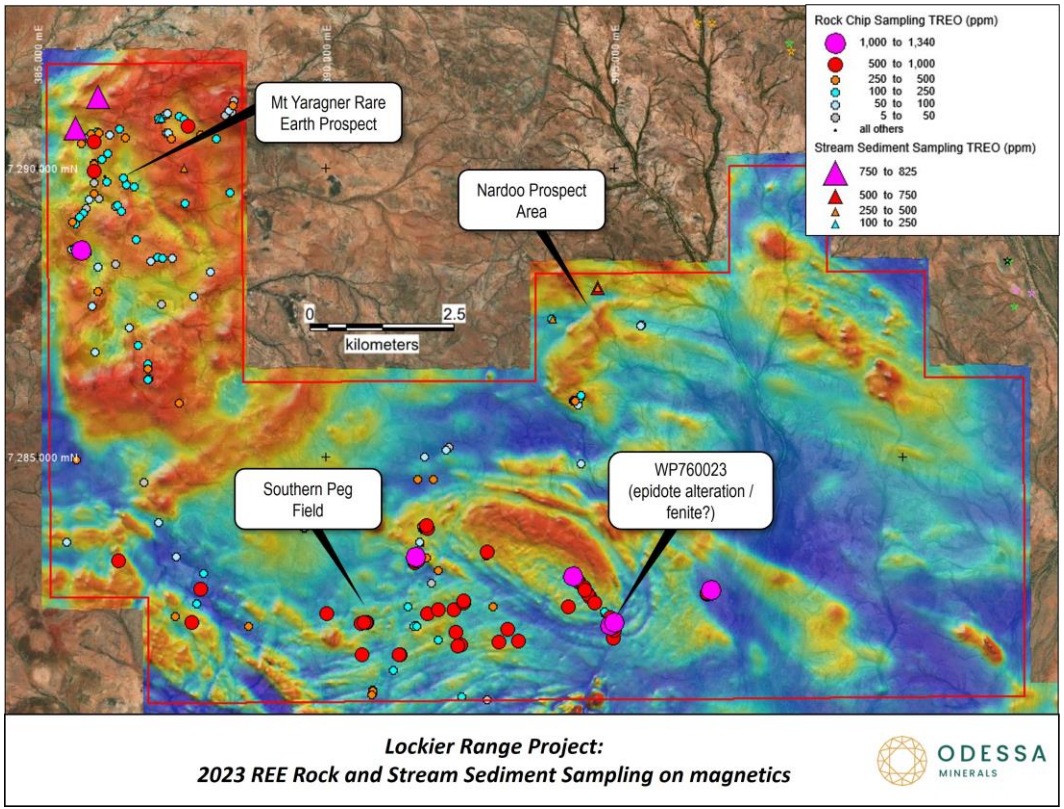 385,000 mE
390,000 mE
395,000 mE
7,290,000 mN
7,285,000 mN
Mt Yaragner Rare
Earth Prospect
Nardoo Prospect
Area
0 2.5
kilometers
Southern Peg
Field
WP760023
(epidote alteration /
fenite?)
Rock Chip Sampling TREO (ppm)
1,000 to 1,340
500 to 1,000
250 to 500
100 to 250
50 to 100
5 to 50
all others
Stream Sediment Sampling TREO (ppm)
750 to 825
500 to 750
250 to 500
100 to 250
Lockier Range Project:
2023 REE Rock and Stream Sediment Sampling on magnetics
ODESSA
MINERALS